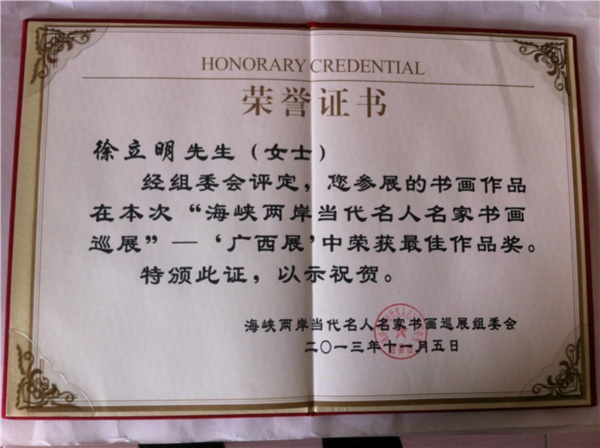 HONORARY CREDENTIAL
荣誉证书
徐立明先生（女士）
经组委会评定，您参展的书画作品
在本次“海峡两岸当代名人名家书画
巡展”—‘广西展’中荣获最佳作品奖。
特颁此证，以示祝贺。
海峡两岸当代名人名家书画巡展组委会
二〇一三年十一月五日